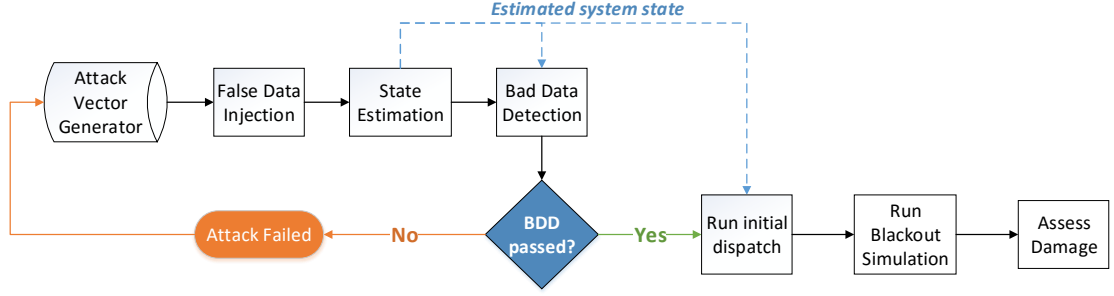 Estimated system state
Attack
Vector
Generator
False Data
Injection
State
Estimation
Bad Data
Detection
BDD
passed?
No
Attack Failed
Yes
Run initial
dispatch
Run
Blackout
Simulation
Assess
Damage